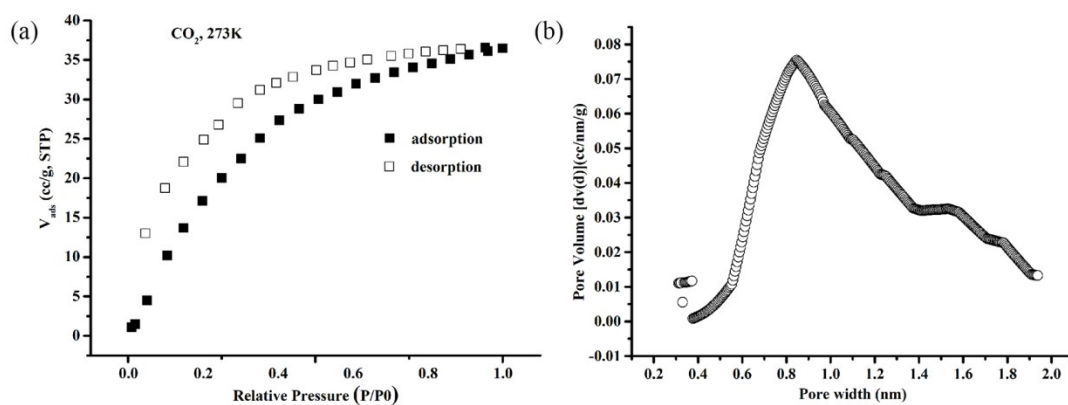 (a)
CO2, 273K
adsorption
desorption
Vads (cc/g, STP)
40
35
30
25
20
15
10
5
0
0.0 0.2 0.4 0.6 0.8 1.0
Relative Pressure (P/P0)
(b)
Pore Volume [dv(d)](cc/nm/g)
0.08
0.07
0.06
0.05
0.04
0.03
0.02
0.01
0.00
-0.01
0.2 0.4 0.6 0.8 1.0 1.2 1.4 1.6 1.8 2.0
Pore width (nm)